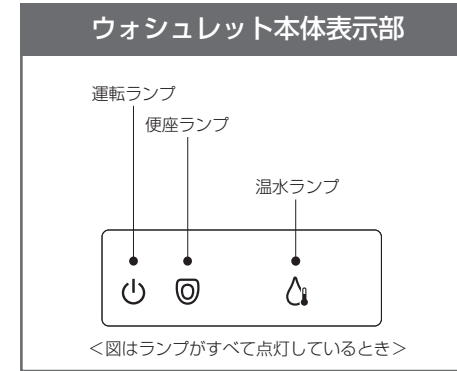 ウォシュレット本体表示部
運転ランプ
便座ランプ
温水ランプ
＜図はランプがすべて点灯しているとき＞